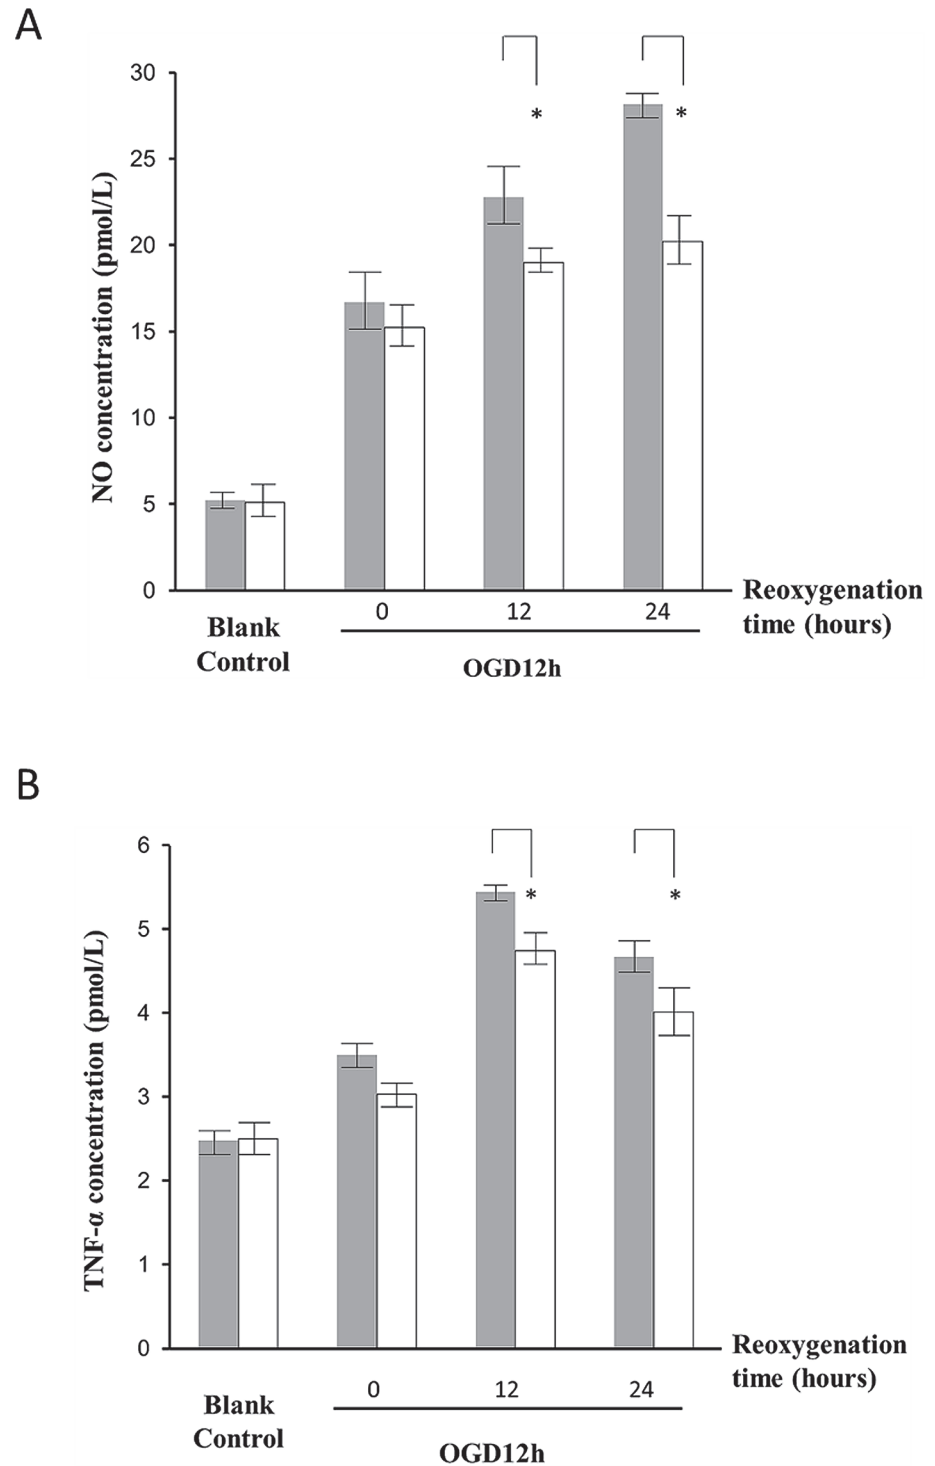 A
NO concentration (pmol/L)
30
25
20
15
10
5
0
*
*
0
12
24
Reoxygenation
time (hours)
Blank
Control
OGD12h
B
TNF-α concentration (pmol/L)
6
5
4
3
2
1
0
*
*
0
12
24
Reoxygenation
time (hours)
Blank
Control
OGD12h